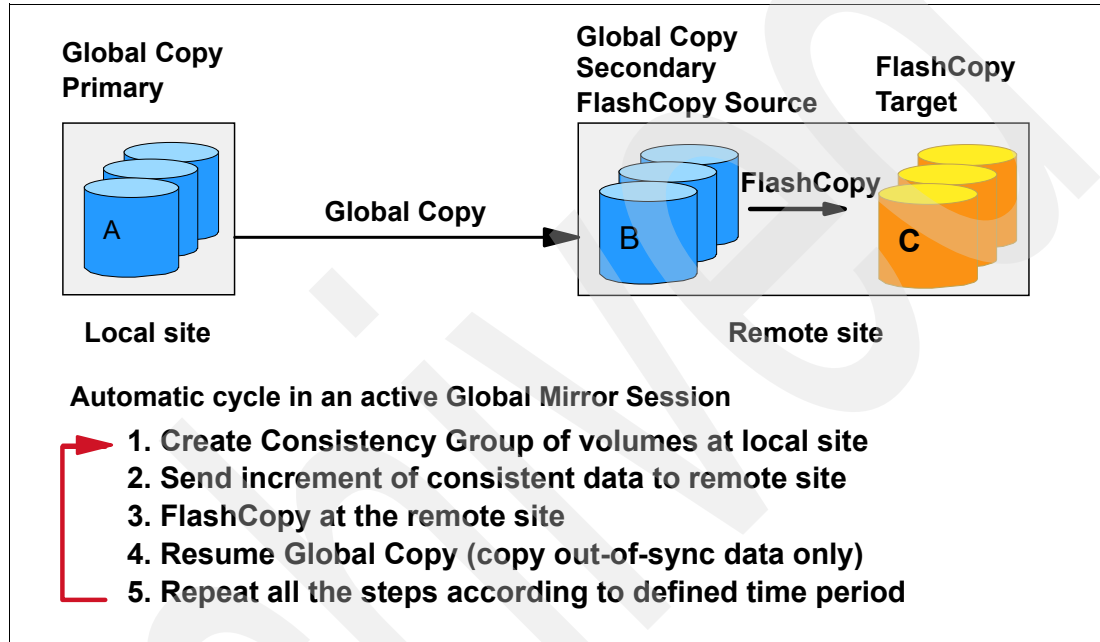 Global Copy
Primary
Global Copy
Secondary
FlashCopy Source
FlashCopy
Target
A
Global Copy
B
FlashCopy
C
Local site
Remote site
Automatic cycle in an active Global Mirror Session
1. Create Consistency Group of volumes at local site
2. Send increment of consistent data to remote site
3. FlashCopy at the remote site
4. Resume Global Copy (copy out-of-sync data only)
5. Repeat all the steps according to defined time period